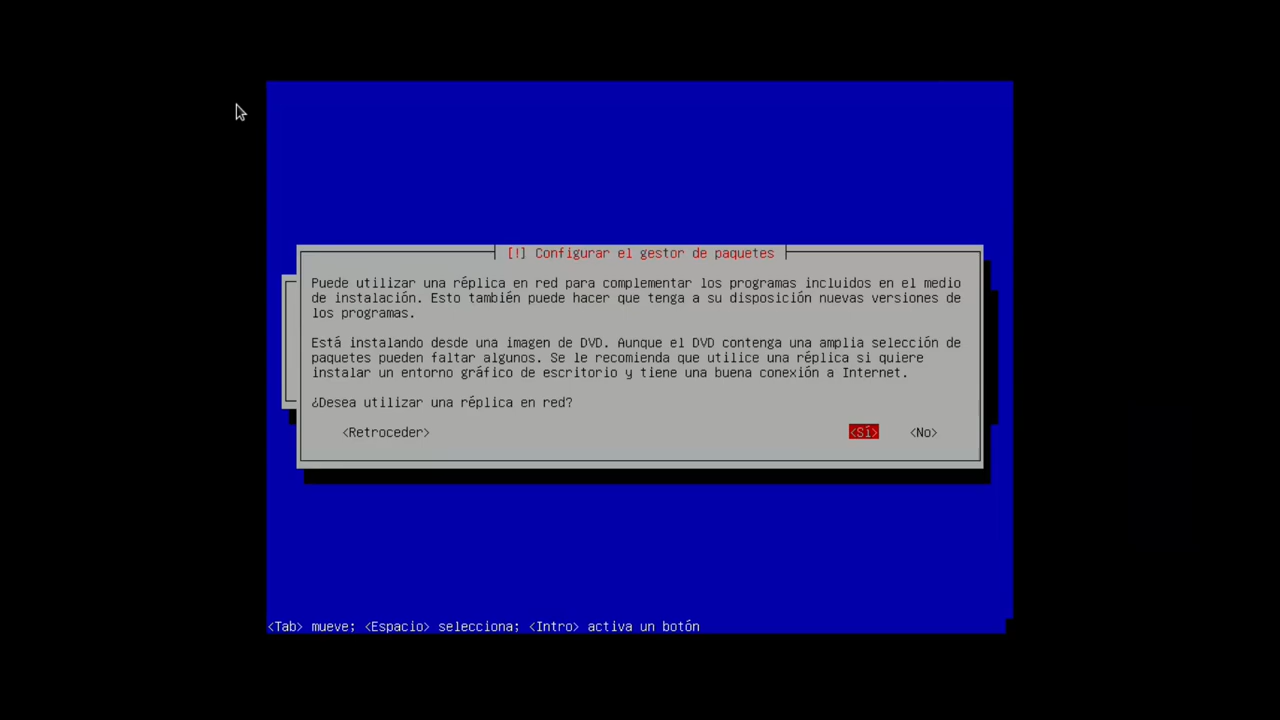 [!] Configurar el gestor de paquetes
Puede utilizar una réplica en red para complementar los programas incluidos en el medio
de instalación. Esto también puede hacer que tenga a su disposición nuevas versiones de
los programas.
Está instalando desde una imagen de DVD. Aunque el DVD contenga una amplia selección de
paquetes pueden faltar algunos. Se le recomienda que utilice una réplica si quiere
instalar un entorno gráfico de escritorio y tiene una buena conexión a Internet.
¿Desea utilizar una réplica en red?
<Retroceder> <Sí> <No>
<Tab> mueve; <Espacio> selecciona; <Intro> activa un botón